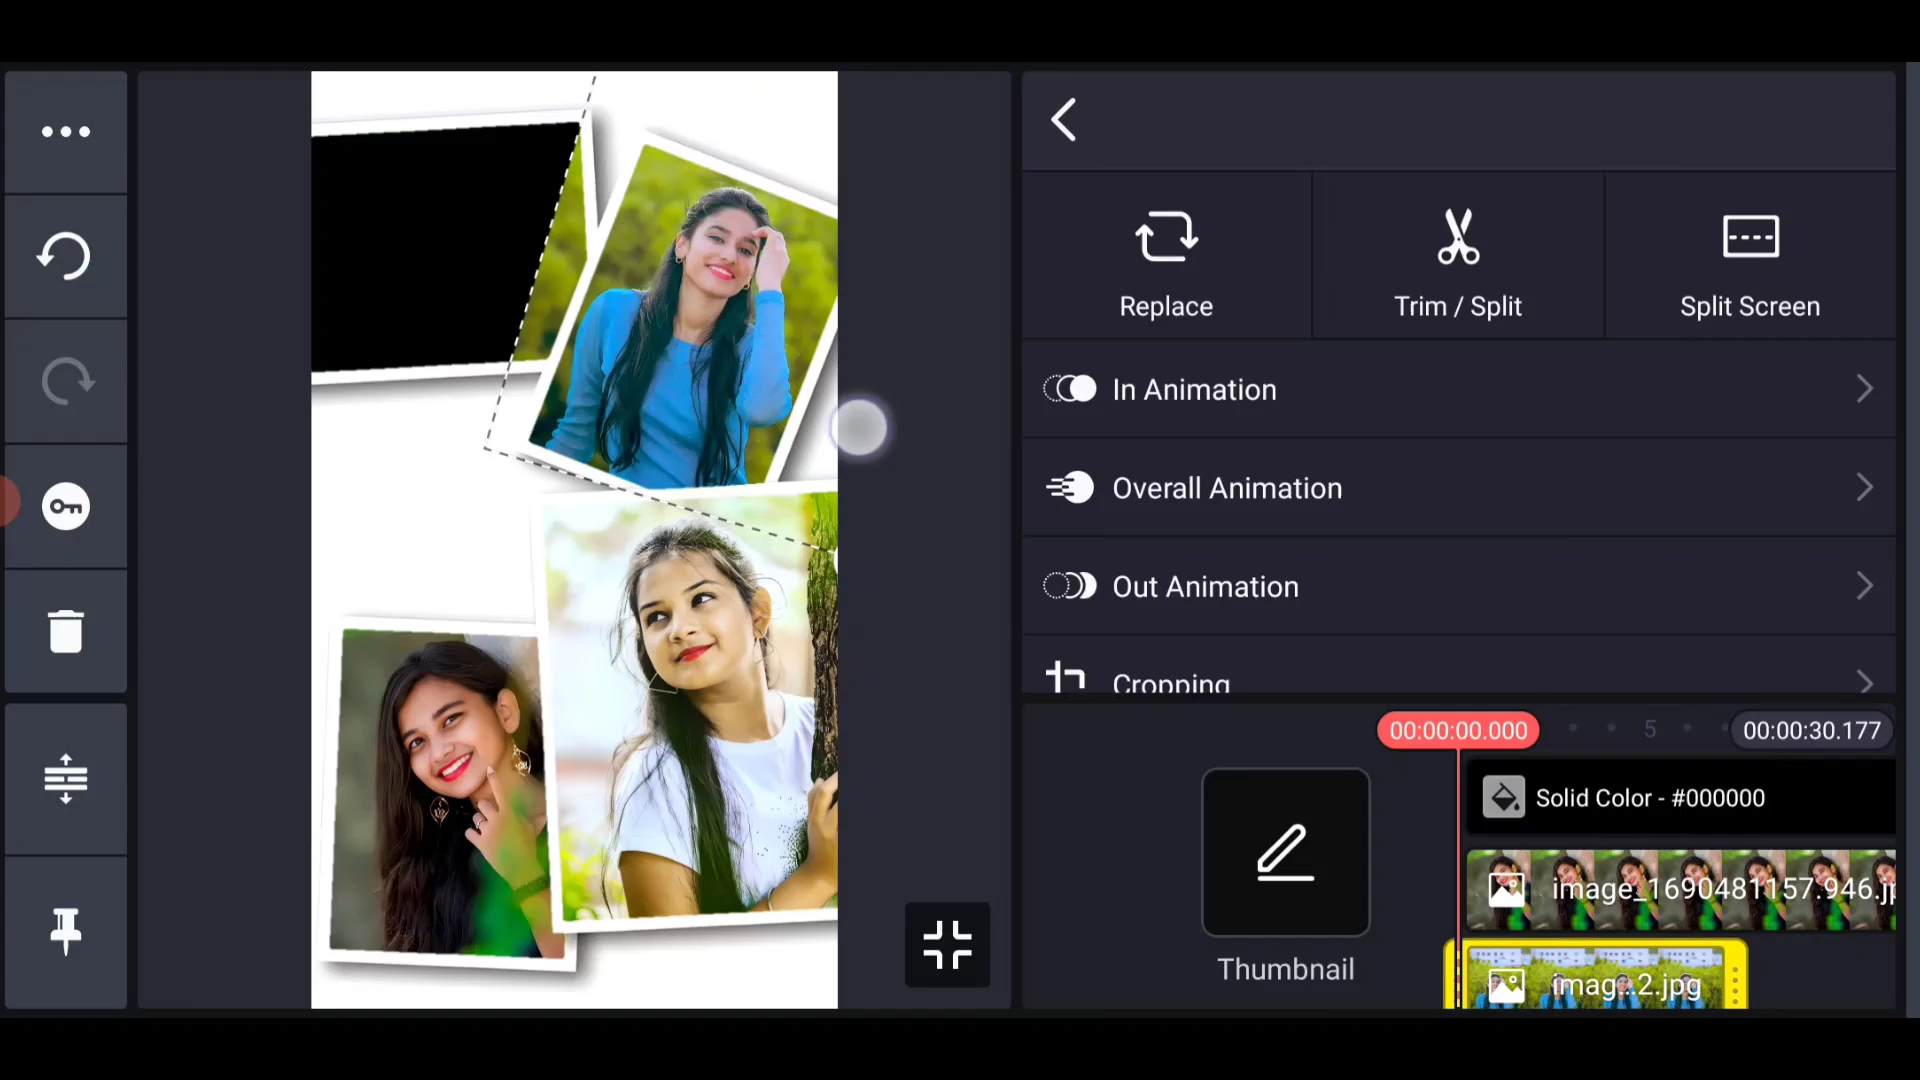 Replace
Trim / Split
Split Screen
In Animation
Overall Animation
Out Animation
Cropping
00:00:00.000
5
00:00:30.177
Solid Color - #000000
image_1690481157.946.jp
imag...2.jpg
Thumbnail